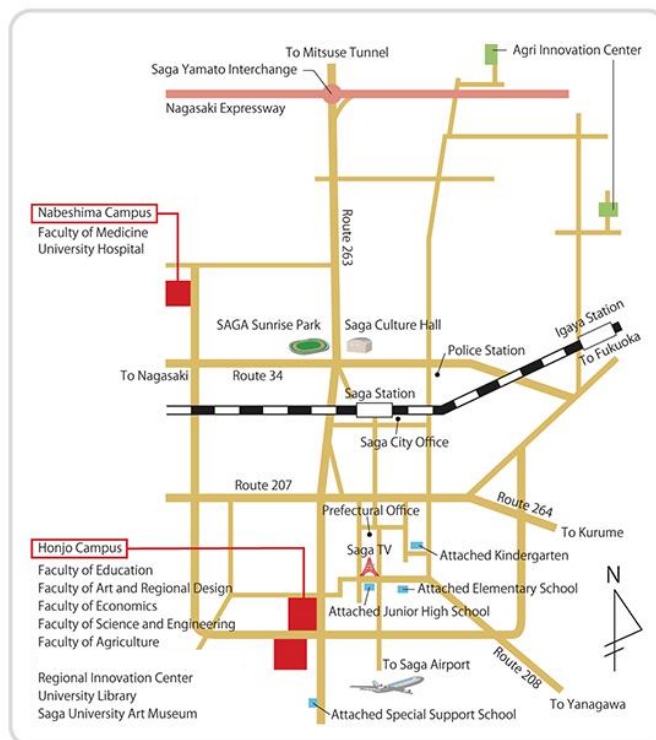 To Mitsuse Tunnel
Agri Innovation Center
Saga Yamato Interchange
Nagasaki Expressway
Nabeshima Campus
Faculty of Medicine
University Hospital
Route 263
SAGA Sunrise Park
Saga Culture Hall
Igaya Station
Police Station
To Fukuoka
To Nagasaki
Route 34
Saga Station
Saga City Office
Route 207
Route 264
Prefectural Office
To Kurume
Honjo Campus
Saga TV
Attached Kindergarten
Faculty of Education
Faculty of Art and Regional Design
Faculty of Economics
Faculty of Science and Engineering
Faculty of Agriculture
Attached Elementary School
Attached Junior High School
N
Regional Innovation Center
University Library
Saga University Art Museum
To Saga Airport
Route 208
To Yanagawa
Attached Special Support School